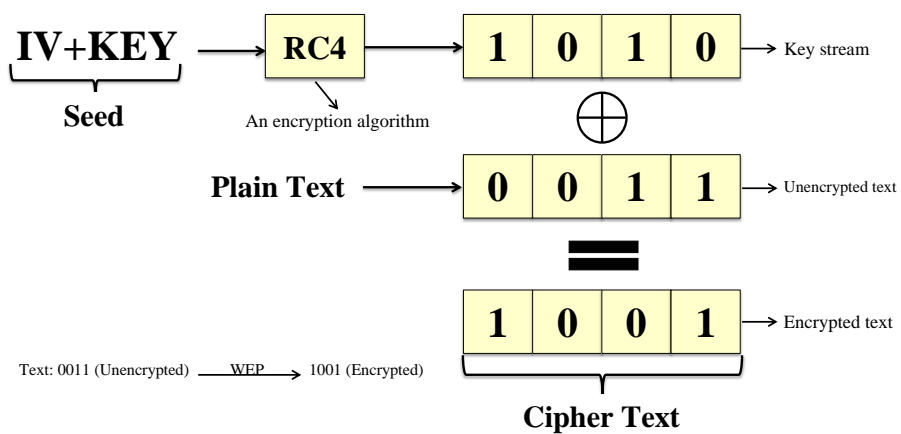 IV+KEY
RC4
1 0 1 0
Key stream
Seed
An encryption algorithm
Plain Text
0 0 1 1
Unencrypted text
1 0 0 1
Encrypted text
Text: 0011 (Unencrypted) WEP 1001 (Encrypted)
Cipher Text